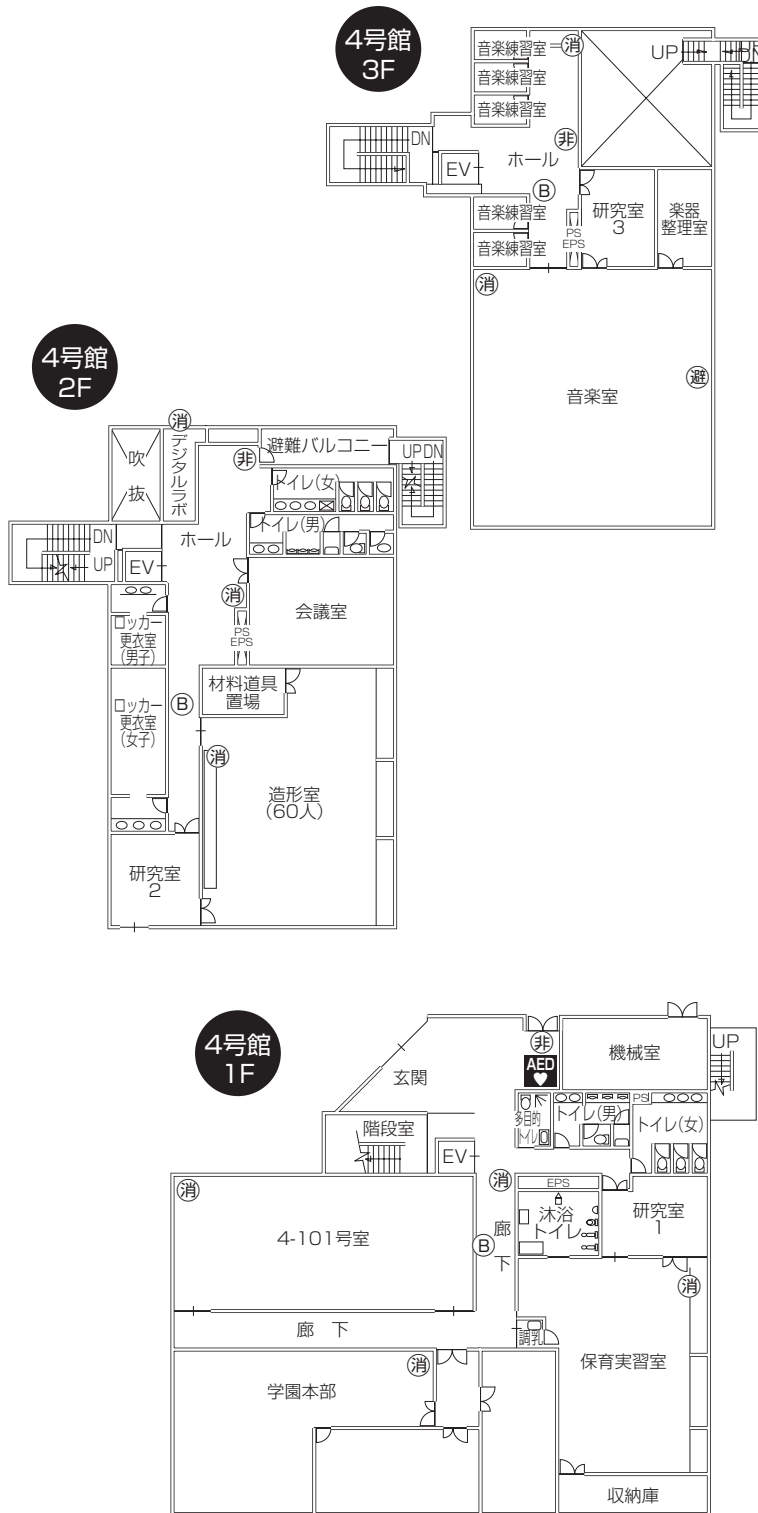 4号館
3F
音楽練習室
消
UP
DN
音楽練習室
音楽練習室
非
DN
ホール
EV
B
音楽練習室
研究室
3
楽器
整理室
PS
EPS
音楽練習室
消
避
音楽室
4号館
2F
消
吹
抜
デジタルラボ
避難バルコニー
非
UP
DN
トイレ(女)
トイレ(男)
DN
UP
ホール
EV
消
会議室
ロッカー
更衣室
(男子)
PS
EPS
材料道具
置場
ロッカー
更衣室
(女子)
B
消
造形室
(60人)
研究室
2
4号館
1F
非
AED
機械室
UP
玄関
多目的
トイレ
トイレ(男)
PS
トイレ(女)
階段室
EV
消
消
EPS
4-101号室
B
廊
下
沐浴
トイレ
研究室
1
消
廊 下
調乳
保育実習室
消
学園本部
収納庫